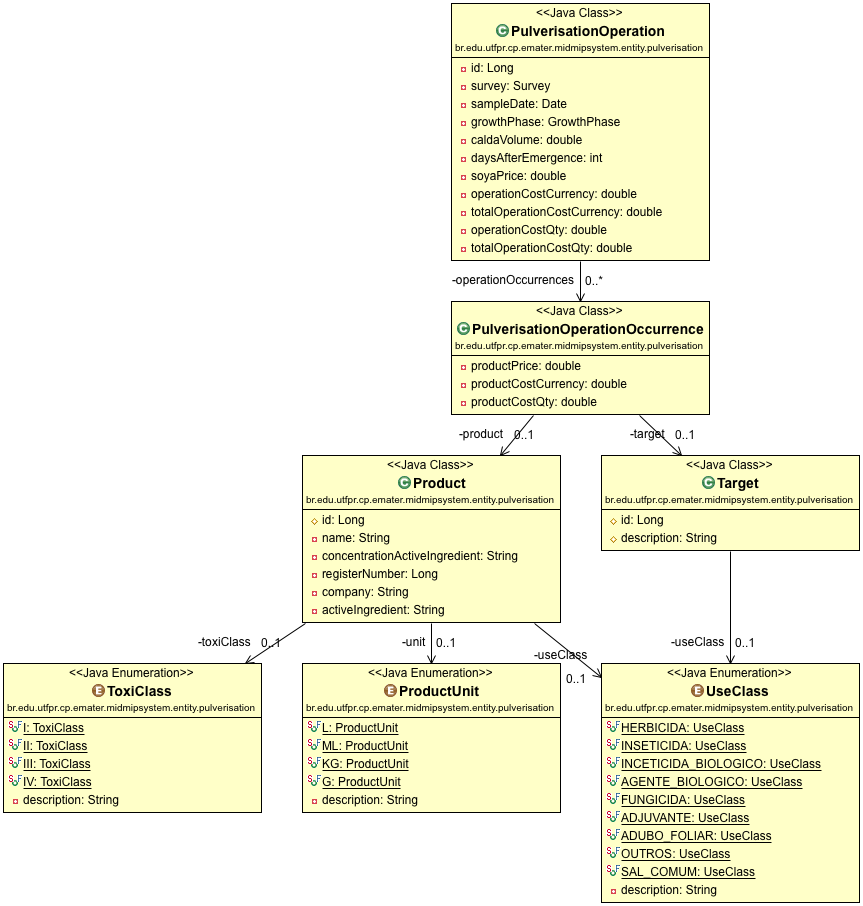 <<Java Class>>
PulverisationOperation
br.edu.utfpr.cp.emater.midmipsystem.entity.pulverisation
id: Long
survey: Survey
sampleDate: Date
growthPhase: GrowthPhase
caldaVolume: double
daysAfterEmergence: int
soyaPrice: double
operationCostCurrency: double
totalOperationCostCurrency: double
operationCostQty: double
totalOperationCostQty: double
-operationOccurrences 0..*
<<Java Class>>
PulverisationOperationOccurrence
br.edu.utfpr.cp.emater.midmipsystem.entity.pulverisation
productPrice: double
productCostCurrency: double
productCostQty: double
-product 0..1
-target 0..1
<<Java Class>>
Product
br.edu.utfpr.cp.emater.midmipsystem.entity.pulverisation
id: Long
name: String
concentrationActiveIngredient: String
registerNumber: Long
company: String
activeIngredient: String
<<Java Class>>
Target
br.edu.utfpr.cp.emater.midmipsystem.entity.pulverisation
id: Long
description: String
-toxiClass 0..1
-unit 0..1
-useClass 0..1
-useClass 0..1
<<Java Enumeration>>
E ToxiClass
br.edu.utfpr.cp.emater.midmipsystem.entity.pulverisation
I: ToxiClass
II: ToxiClass
III: ToxiClass
IV: ToxiClass
description: String
<<Java Enumeration>>
E ProductUnit
br.edu.utfpr.cp.emater.midmipsystem.entity.pulverisation
L: ProductUnit
ML: ProductUnit
KG: ProductUnit
G: ProductUnit
description: String
<<Java Enumeration>>
E UseClass
br.edu.utfpr.cp.emater.midmipsystem.entity.pulverisation
HERBICIDA: UseClass
INSETICIDA: UseClass
INCETICIDA_BIOLOGICO: UseClass
AGENTE_BIOLOGICO: UseClass
FUNGICIDA: UseClass
ADJUVANTE: UseClass
ADUBO_FOLIAR: UseClass
OUTROS: UseClass
SAL_COMUM: UseClass
description: String